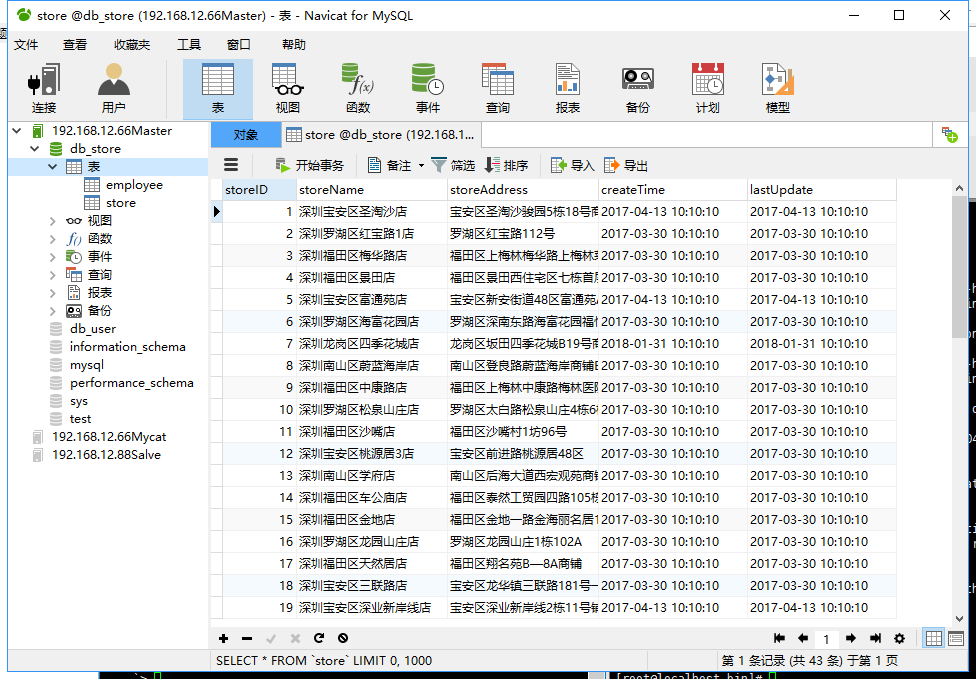 store @db_store (192.168.12.66Master) - 表 - Navicat for MySQL
文件 查看 收藏夹 工具 窗口 帮助
连接 用户 表 视图 函数 事件 查询 报表 备份 计划 模型
192.168.12.66Master
db_store
表
employee
store
视图
函数
事件
查询
报表
备份
db_user
information_schema
mysql
performance_schema
sys
test
192.168.12.66Mycat
192.168.12.88Salve
对象 store @db_store (192.168.1...
开始事务 备注 筛选 排序 导入 导出
storeID storeName storeAddress createTime lastUpdate
1 深圳宝安区圣淘沙店 宝安区圣淘沙骏园5栋18号商 2017-04-13 10:10:10 2017-04-13 10:10:10
2 深圳罗湖区红宝路1店 罗湖区红宝路112号 2017-03-30 10:10:10 2017-03-30 10:10:10
3 深圳福田区梅华路店 福田区上梅林梅华路上梅林 2017-03-30 10:10:10 2017-03-30 10:10:10
4 深圳福田区景田店 福田区景田西住宅区七栋首层 2017-03-30 10:10:10 2017-03-30 10:10:10
5 深圳宝安区富通苑店 宝安区新安街道48区富通苑 2017-04-13 10:10:10 2017-04-13 10:10:10
6 深圳罗湖区海富花园店 罗湖区深南东路海富花园福 2017-03-30 10:10:10 2017-03-30 10:10:10
7 深圳龙岗区四季花城店 龙岗区坂田四季花城B19号商 2018-01-31 10:10:10 2018-01-31 10:10:10
8 深圳南山区蔚蓝海岸店 南山区登良路蔚蓝海岸商铺 2017-03-30 10:10:10 2017-03-30 10:10:10
9 深圳福田区中康路店 福田区上梅林中康路梅林医 2017-03-30 10:10:10 2017-03-30 10:10:10
10 深圳罗湖区松泉山庄店 罗湖区太白路松泉山庄4栋6 2017-03-30 10:10:10 2017-03-30 10:10:10
11 深圳福田区沙嘴店 福田区沙嘴村1坊96号 2017-03-30 10:10:10 2017-03-30 10:10:10
12 深圳宝安区桃源居3店 宝安区前进路桃源居48区 2017-03-30 10:10:10 2017-03-30 10:10:10
13 深圳南山区学府店 南山区后海大道西宏观苑商铺 2017-03-30 10:10:10 2017-03-30 10:10:10
14 深圳福田区车公庙店 福田区泰然工贸园四路105栋 2017-03-30 10:10:10 2017-03-30 10:10:10
15 深圳福田区金地店 福田区金地一路金海丽名居1 2017-03-30 10:10:10 2017-03-30 10:10:10
16 深圳罗湖区龙园山庄店 罗湖区龙园山庄1栋102A 2017-03-30 10:10:10 2017-03-30 10:10:10
17 深圳福田区天然居店 福田区翔名苑B—8A商铺 2017-03-30 10:10:10 2017-03-30 10:10:10
18 深圳宝安区三联路店 宝安区龙华镇三联路181号一 2017-03-30 10:10:10 2017-03-30 10:10:10
19 深圳宝安区深业新岸线店 宝安区深业新岸线2栋11号铺 2017-04-13 10:10:10 2017-04-13 10:10:10
1
SELECT * FROM `store` LIMIT 0, 1000 第 1 条记录 (共 43 条) 于第 1 页
[root@localhost bin]#